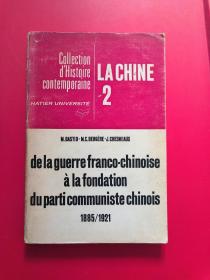 Collection
d'Histoire
contemporaine
HATIER UNIVERSITÉ
LA CHINE
2
M. BASTID - M.C. BERGÈRE - J. CHESNEAUX
de la guerre franco-chinoise
à la fondation
du parti communiste chinois
1885/1921